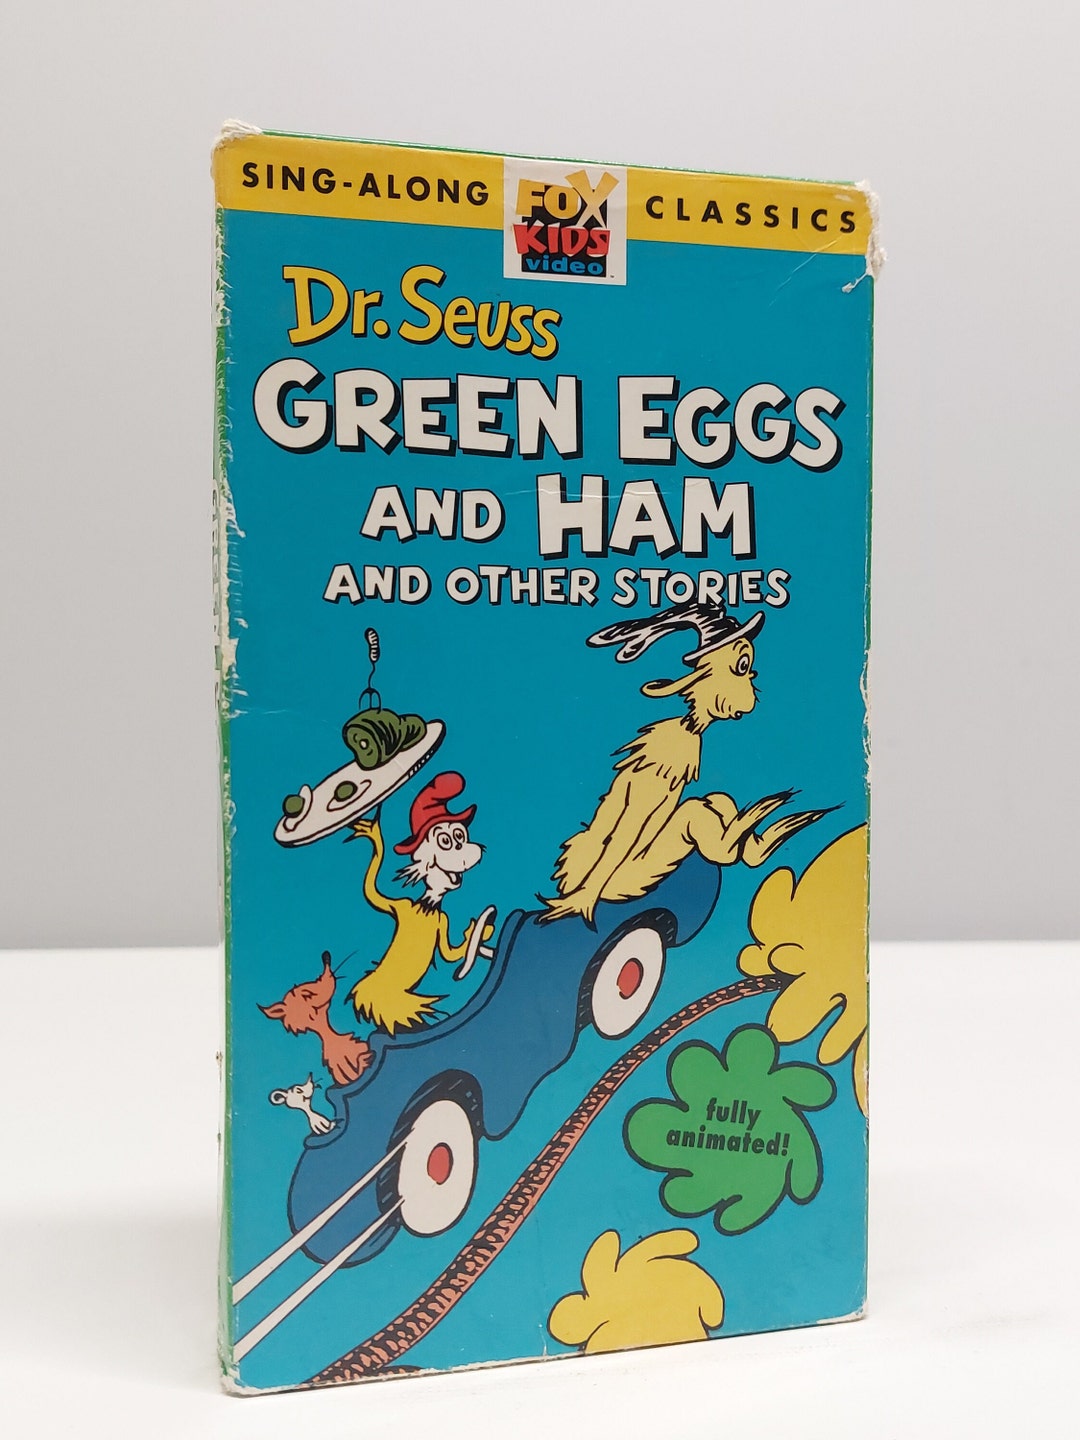 SING-ALONG FOX KIDS video CLASSICS
Dr. Seuss
GREEN EGGS
AND HAM
AND OTHER STORIES
fully
animated!